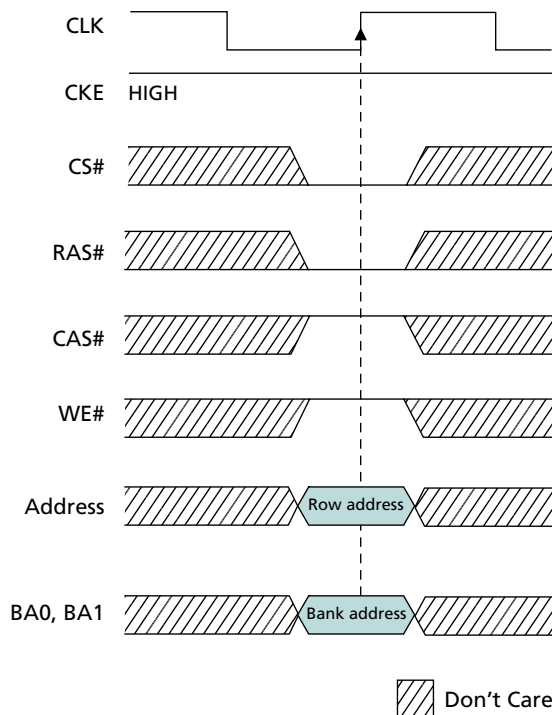 CLK
CKE HIGH
CS#
RAS#
CAS#
WE#
Address Row address
BA0, BA1 Bank address
Don't Care